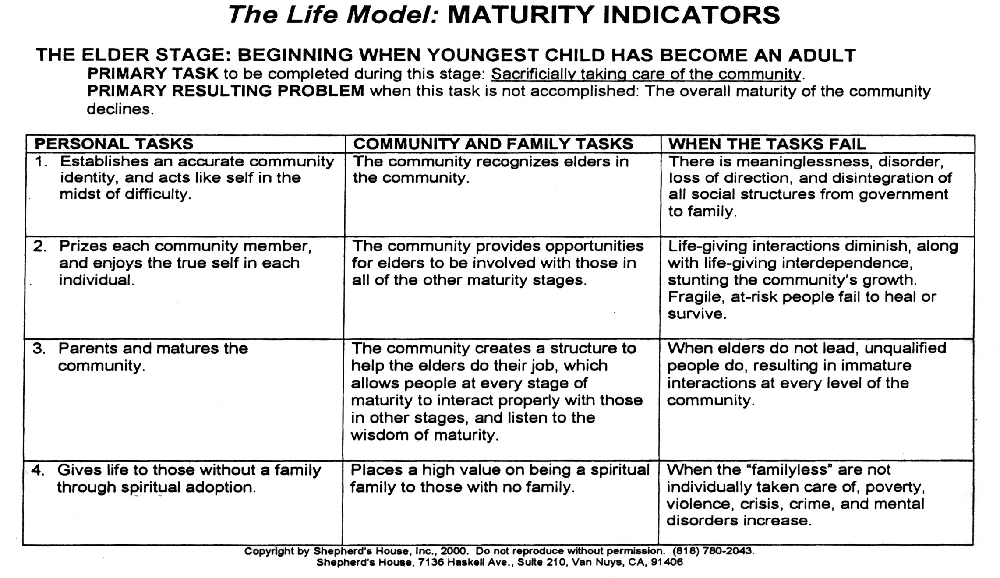 The Life Model: MATURITY INDICATORS
THE ELDER STAGE: BEGINNING WHEN YOUNGEST CHILD HAS BECOME AN ADULT
PRIMARY TASK to be completed during this stage: Sacrificially taking care of the community.
PRIMARY RESULTING PROBLEM when this task is not accomplished: The overall maturity of the community
declines.
PERSONAL TASKS
COMMUNITY AND FAMILY TASKS
WHEN THE TASKS FAIL
1. Establishes an accurate community
identity, and acts like self in the
midst of difficulty.
The community recognizes elders in
the community.
There is meaninglessness, disorder,
loss of direction, and disintegration of
all social structures from government
to family.
2. Prizes each community member,
and enjoys the true self in each
individual.
The community provides opportunities
for elders to be involved with those in
all of the other maturity stages.
Life-giving interactions diminish, along
with life-giving interdependence,
stunting the community's growth.
Fragile, at-risk people fail to heal or
survive.
3. Parents and matures the
community.
The community creates a structure to
help the elders do their job, which
allows people at every stage of
maturity to interact properly with those
in other stages, and listen to the
wisdom of maturity.
When elders do not lead, unqualified
people do, resulting in immature
interactions at every level of the
community.
4. Gives life to those without a family
through spiritual adoption.
Places a high value on being a spiritual
family to those with no family.
When the “familyless” are not
individually taken care of, poverty,
violence, crisis, crime, and mental
disorders increase.
Copyright by Shepherd's House, Inc., 2000. Do not reproduce without permission. (818) 780-2043.
Shepherd's House, 7136 Haskell Ave., Suite 210, Van Nuys, CA, 91406